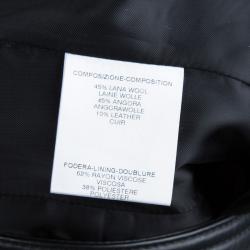 COMPOSIZIONE-COMPOSITION
45% LANA WOOL
LAINE WOLLE
45% ANGORA
ANGORAWOLLE
10% LEATHER
CUIR
FODERA-LINING-DOUBLURE
62% RAYON VISCOSE
VISCOSA
38% POLIESTERE
POLYESTER